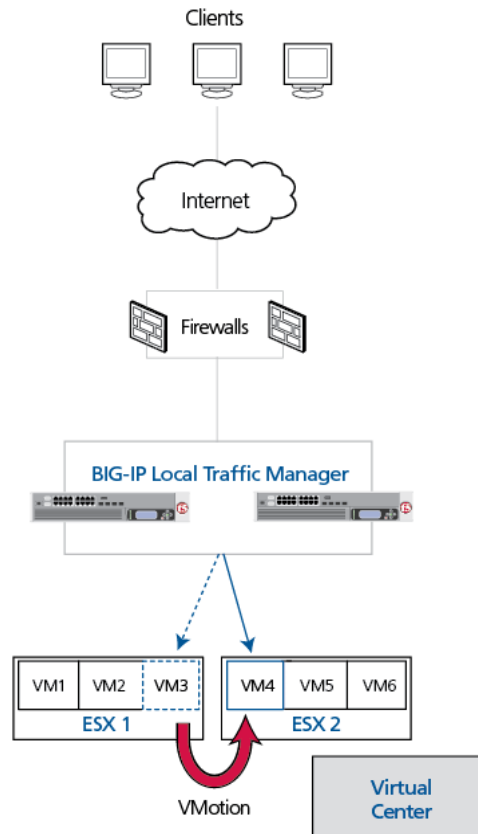 Clients
Internet
Firewalls
BIG-IP Local Traffic Manager
VM1 VM2 VM3 VM4 VM5 VM6
ESX 1 ESX 2
VMotion
Virtual
Center